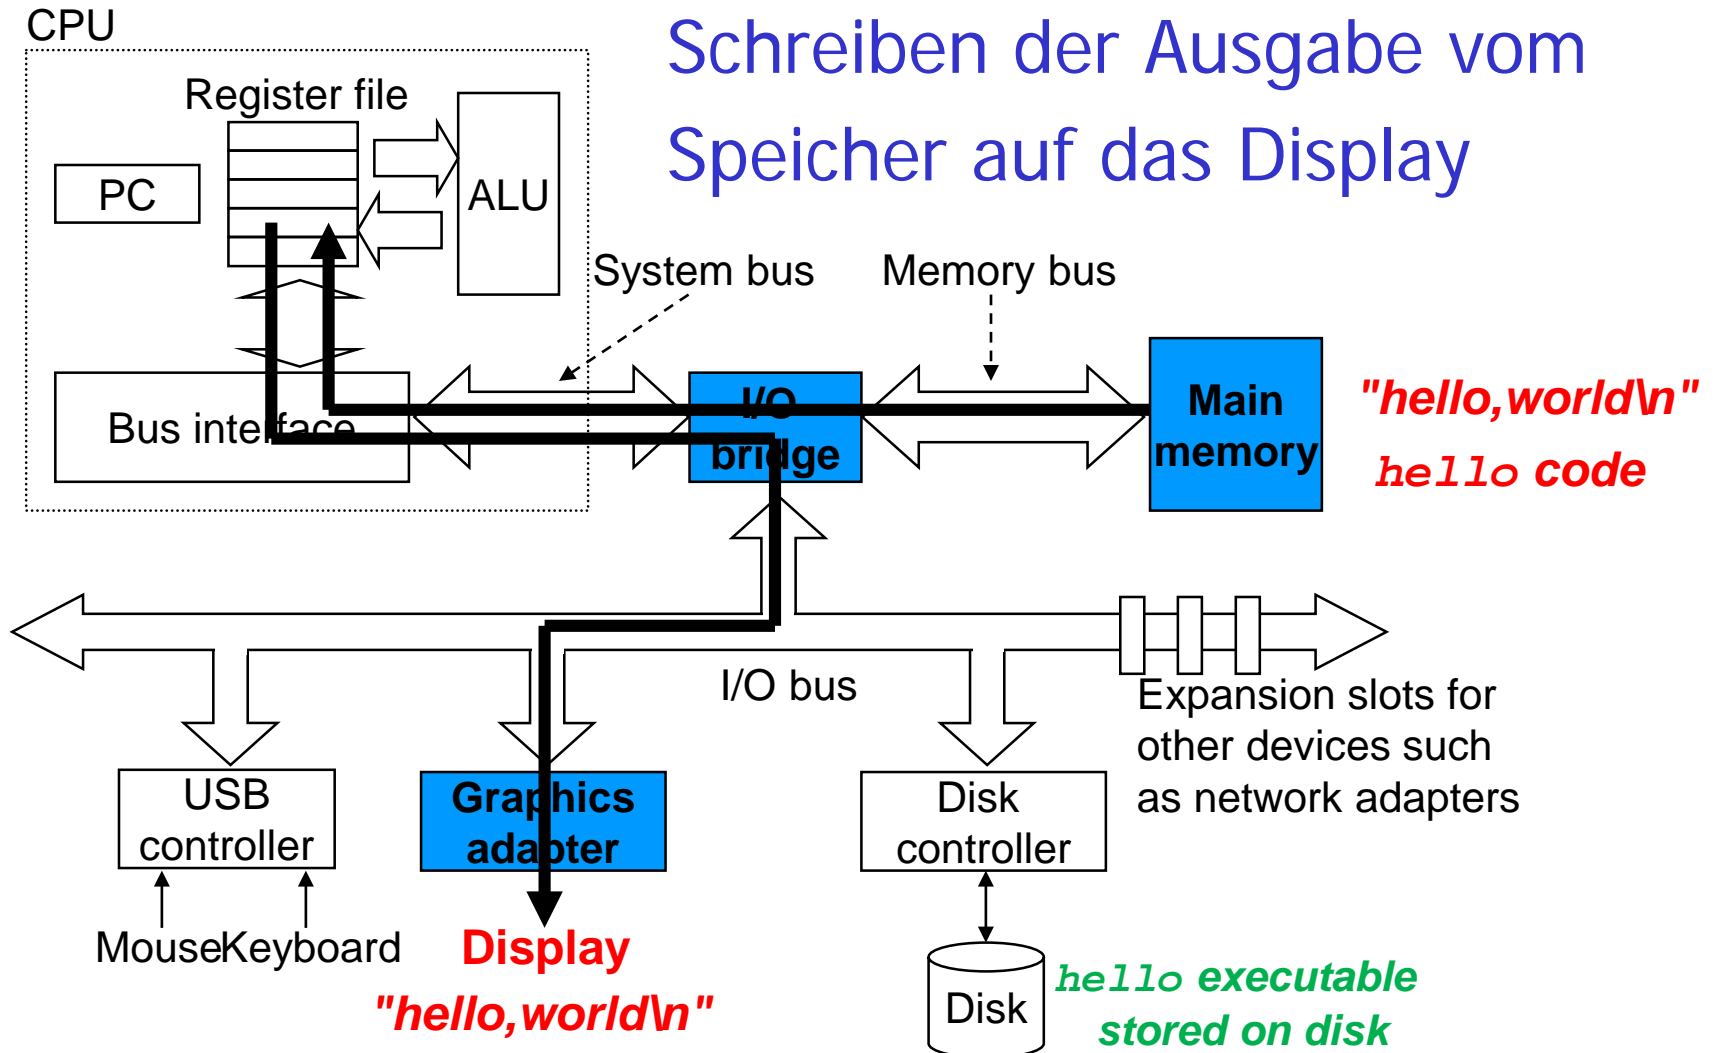 CPU
Schreiben der Ausgabe vom
Speicher auf das Display
Register file
PC
ALU
System bus
Memory bus
Bus interface
I/O
bridge
Main
memory
"hello,world\n"
hello code
I/O bus
Expansion slots for
other devices such
as network adapters
USB
controller
Graphics
adapter
Disk
controller
Mouse
Keyboard
Display
"hello,world\n"
Disk
hello executable
stored on disk